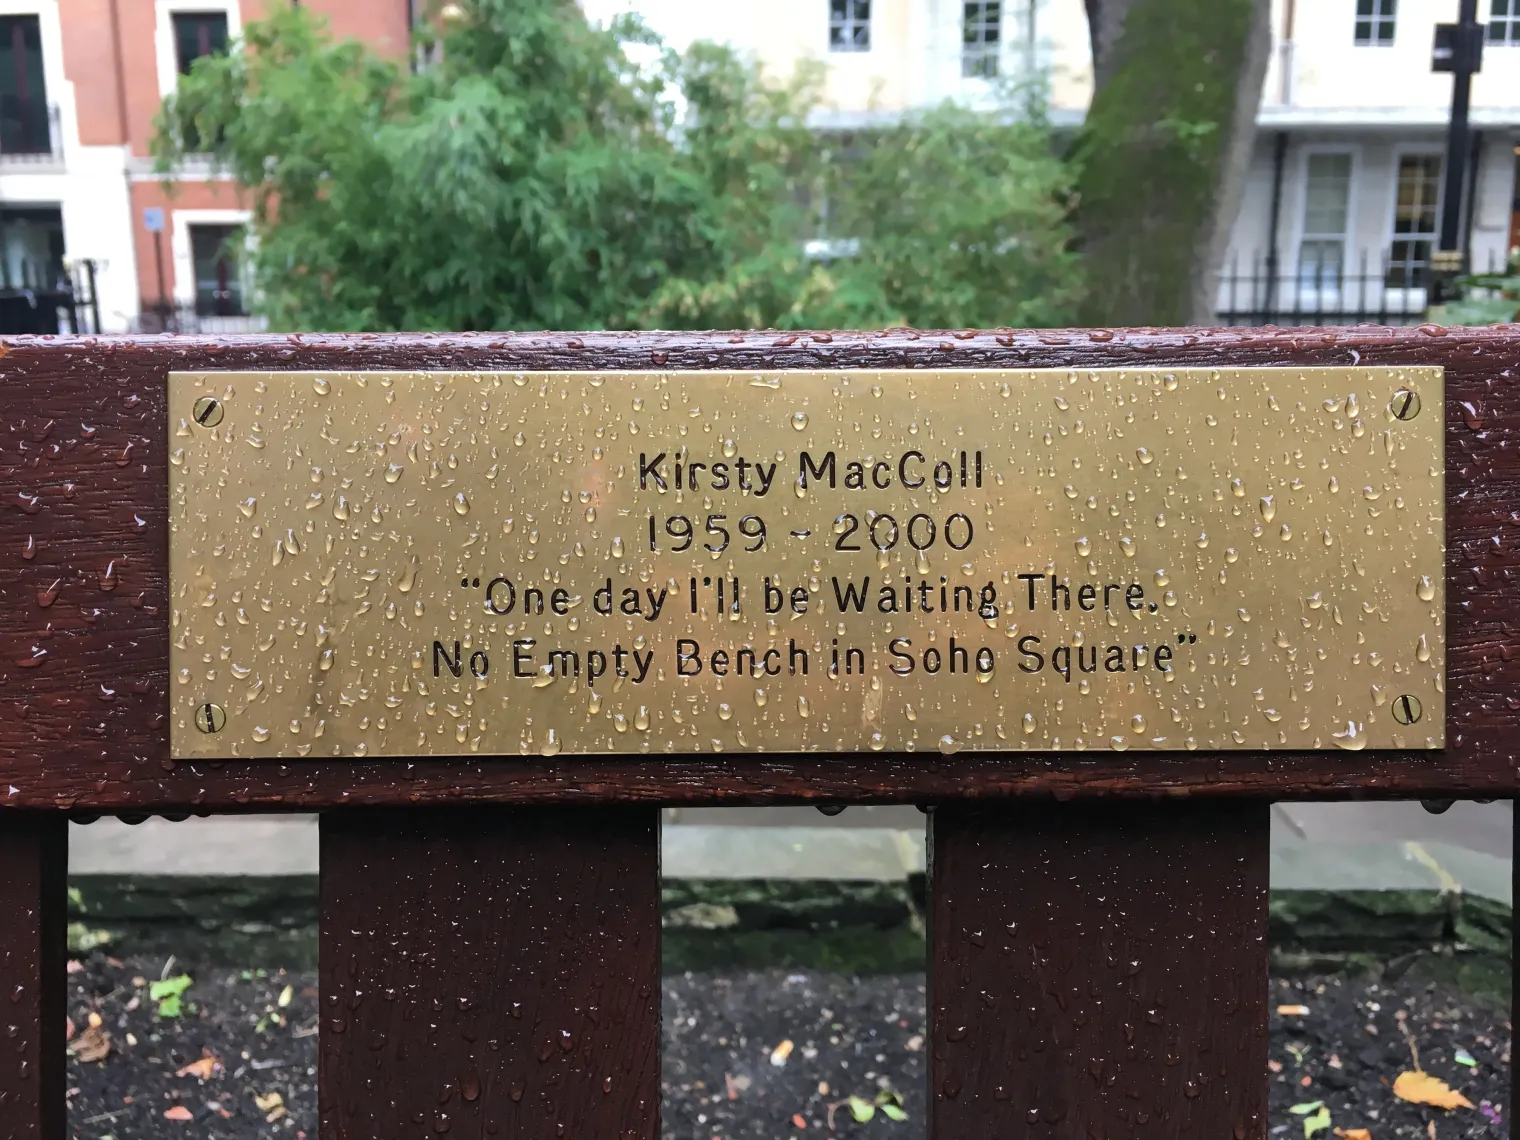 Kirsty MacColl
1959 - 2000
“One day I'll be Waiting There.
No Empty Bench in Soho Square”